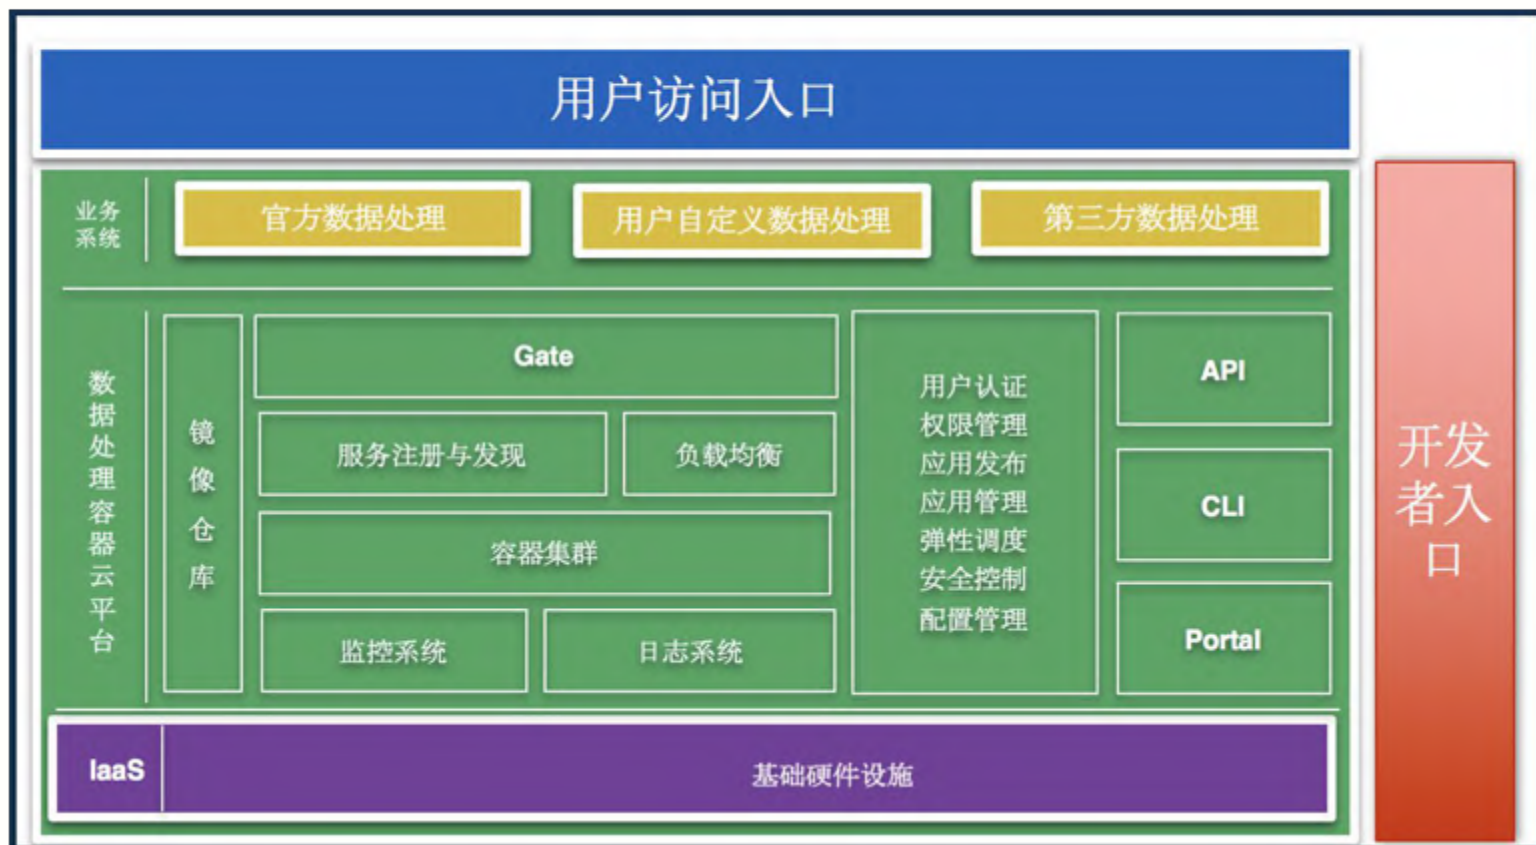 用户访问入口
业务
系统
官方数据处理
用户自定义数据处理
第三方数据处理
数
据
处
理
容
器
云
平
台
镜
像
仓
库
Gate
服务注册与发现
负载均衡
容器集群
监控系统
日志系统
用户认证
权限管理
应用发布
应用管理
弹性调度
安全控制
配置管理
API
CLI
Portal
IaaS
基础硬件设施
开发
者入
口